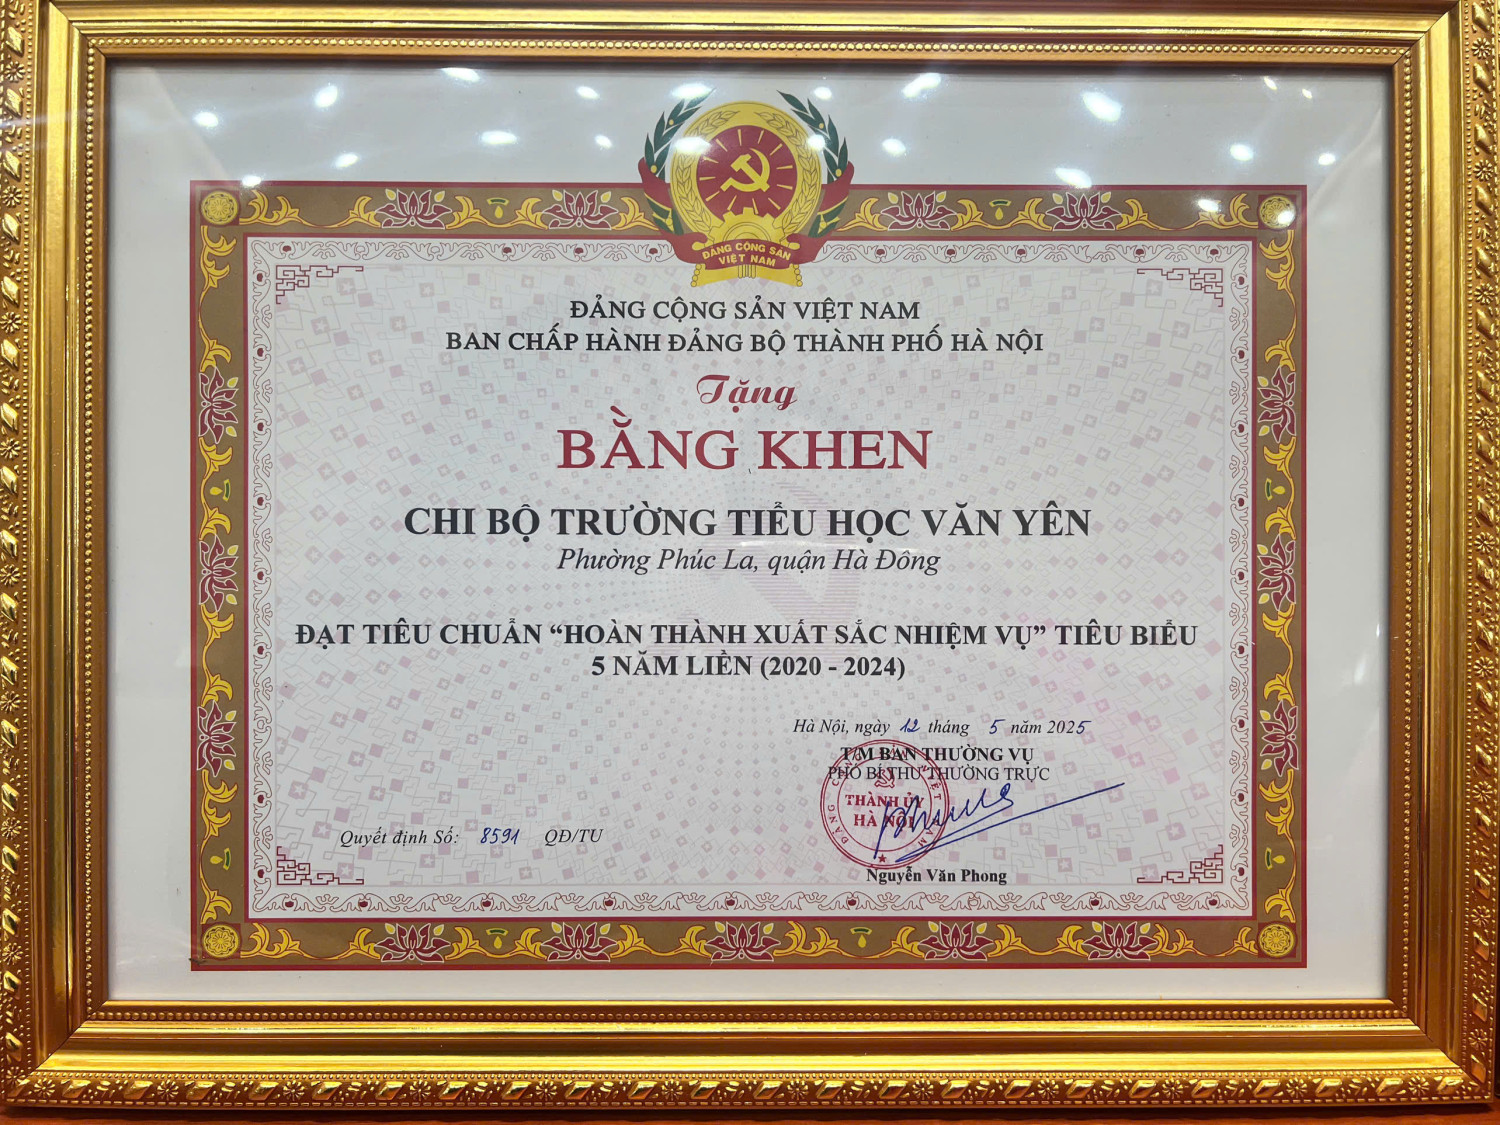 ĐẢNG CỘNG SẢN
VIỆT NAM
ĐẢNG CỘNG SẢN VIỆT NAM
BAN CHẤP HÀNH ĐẢNG BỘ THÀNH PHỐ HÀ NỘI
Tặng
BẰNG KHEN
CHI BỘ TRƯỜNG TIỂU HỌC VĂN YÊN
Phường Phúc La, quận Hà Đông
ĐẠT TIÊU CHUẨN “HOÀN THÀNH XUẤT SẮC NHIỆM VỤ” TIÊU BIỂU
5 NĂM LIỀN (2020 - 2024)
Hà Nội, ngày 12 tháng 5 năm 2025
T/M BAN THƯỜNG VỤ
PHÓ BÍ THƯ THƯỜNG TRỰC
THÀNH ỦY
HÀ NỘI
Quyết định Số: 8591 QĐ/TU
Nguyễn Văn Phong